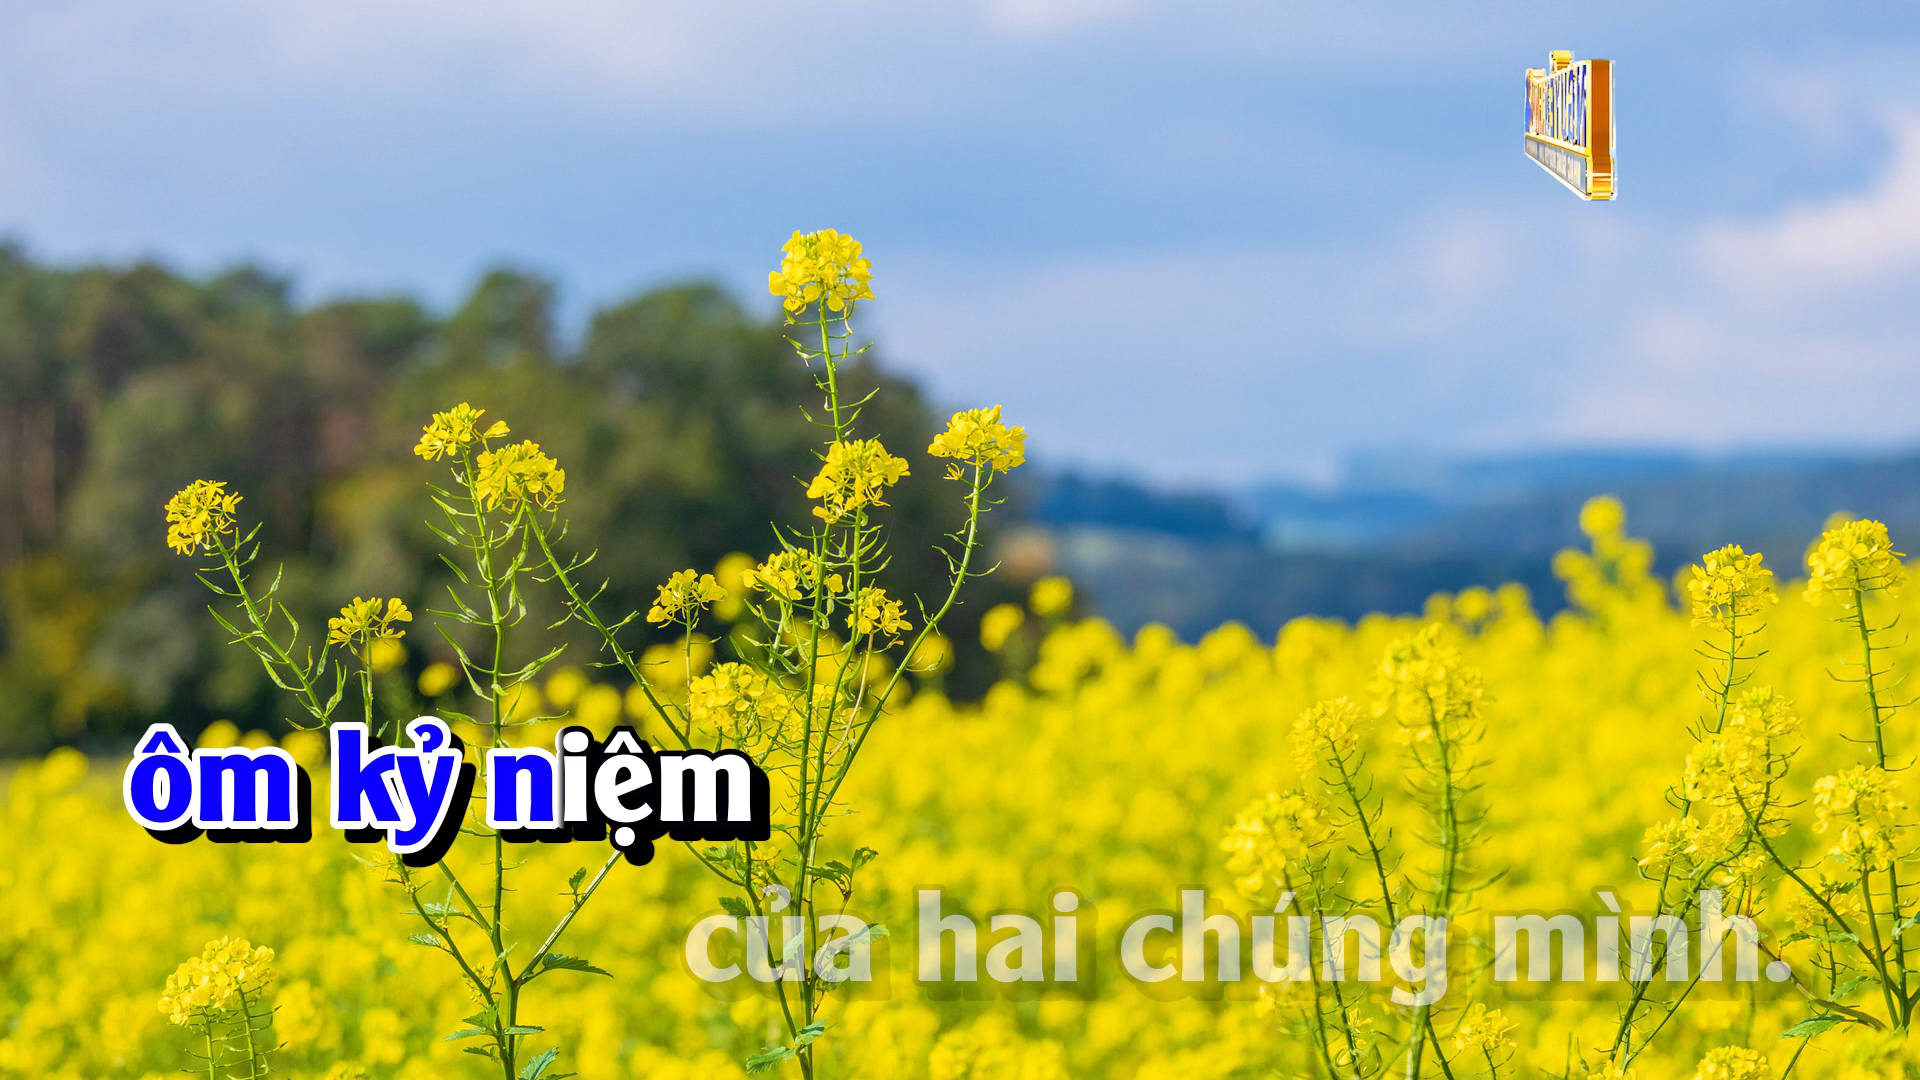 ôm kỷ niệm
của hai chúng mình.